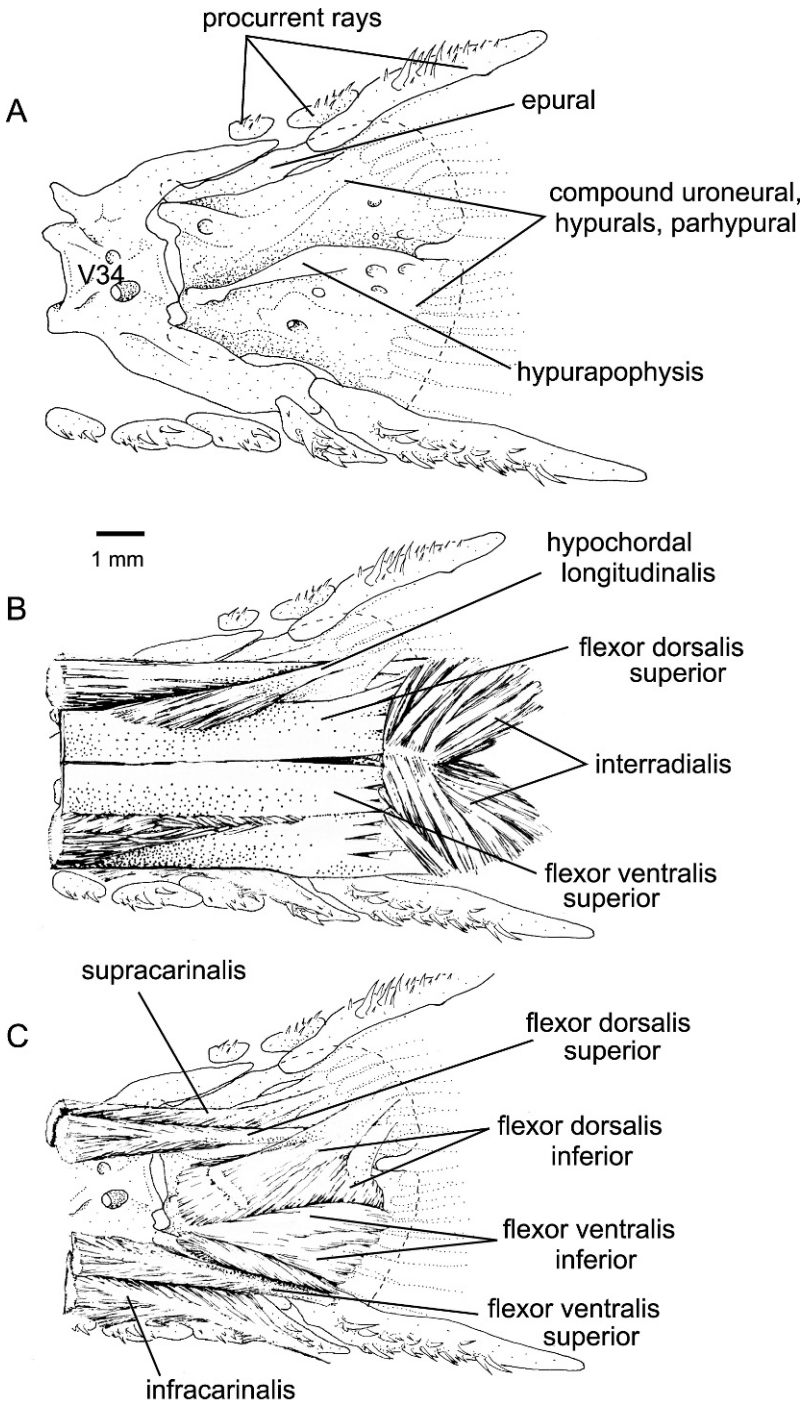 procurrent rays
A
epural
compound uroneural,
hypurals, parhypural
V34
hypurapophysis
1 mm
hypochordal
longitudinalis
B
flexor dorsalis
superior
interradialis
flexor ventralis
superior
supracarinalis
C
flexor dorsalis
superior
flexor dorsalis
inferior
flexor ventralis
inferior
flexor ventralis
superior
infracarinalis